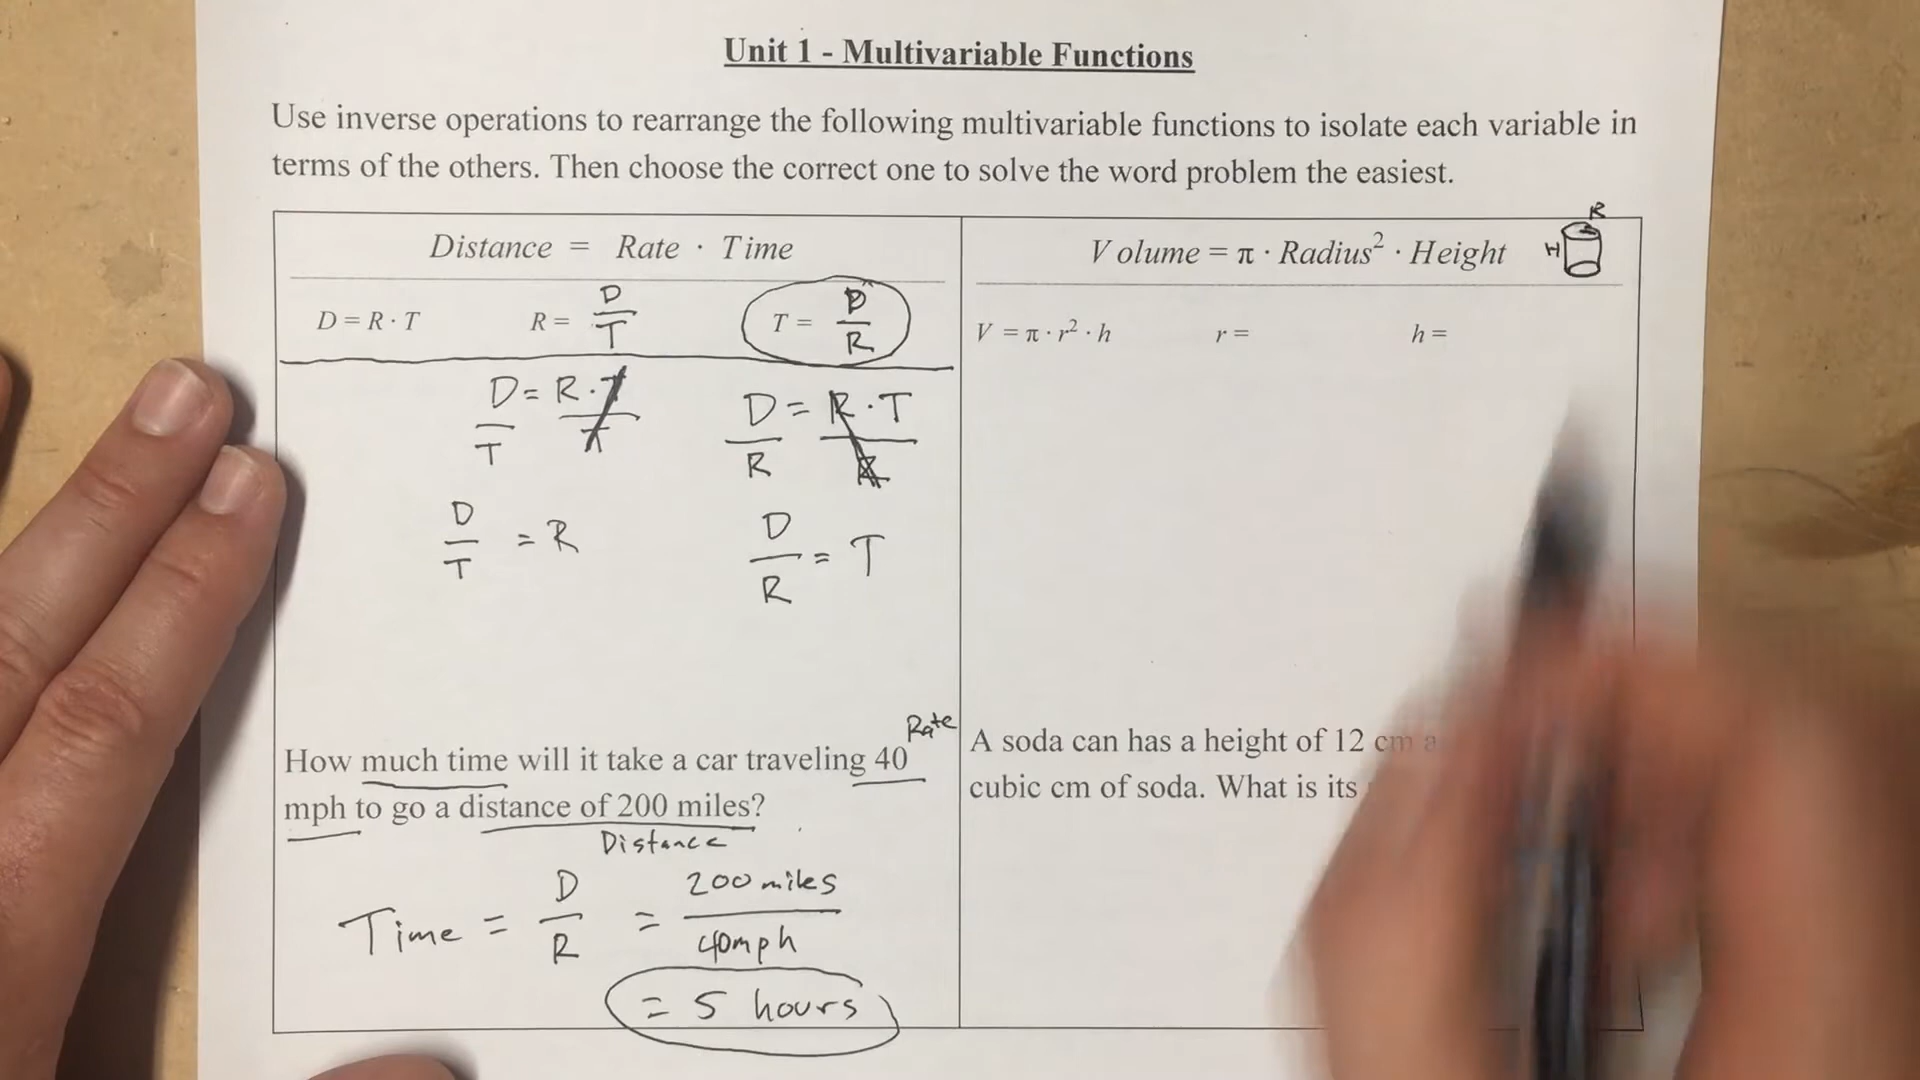 Unit 1 - Multivariable Functions
Use inverse operations to rearrange the following multivariable functions to isolate each variable in
terms of the others. Then choose the correct one to solve the word problem the easiest.
Distance = Rate · Time
D = R · T
R = D/T
T = D/R
D = R · T
T T
D/T = R
D = R · T
R R
D/R = T
How much time will it take a car traveling 40
Rate
mph to go a distance of 200 miles?
Distance
Time = D/R = 200 miles/40mph
= 5 hours
Volume = π · Radius² · Height
R
H
V = π · r² · h
r =
h =
A soda can has a height of 12 cm
cubic cm of soda. What is its